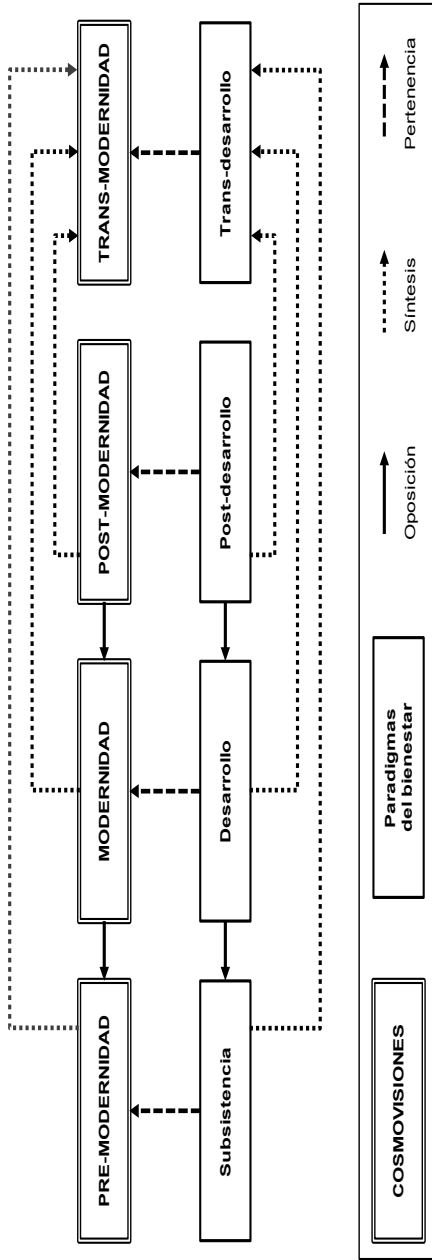 PRE-MODERNIDAD
MODERNIDAD
POST-MODERNIDAD
TRANS-MODERNIDAD
Subsistencia
Desarrollo
Post-desarrollo
Trans-desarrollo
COSMOVISIONES
Paradigmas
del bienestar
Oposición
Síntesis
Pertenencia